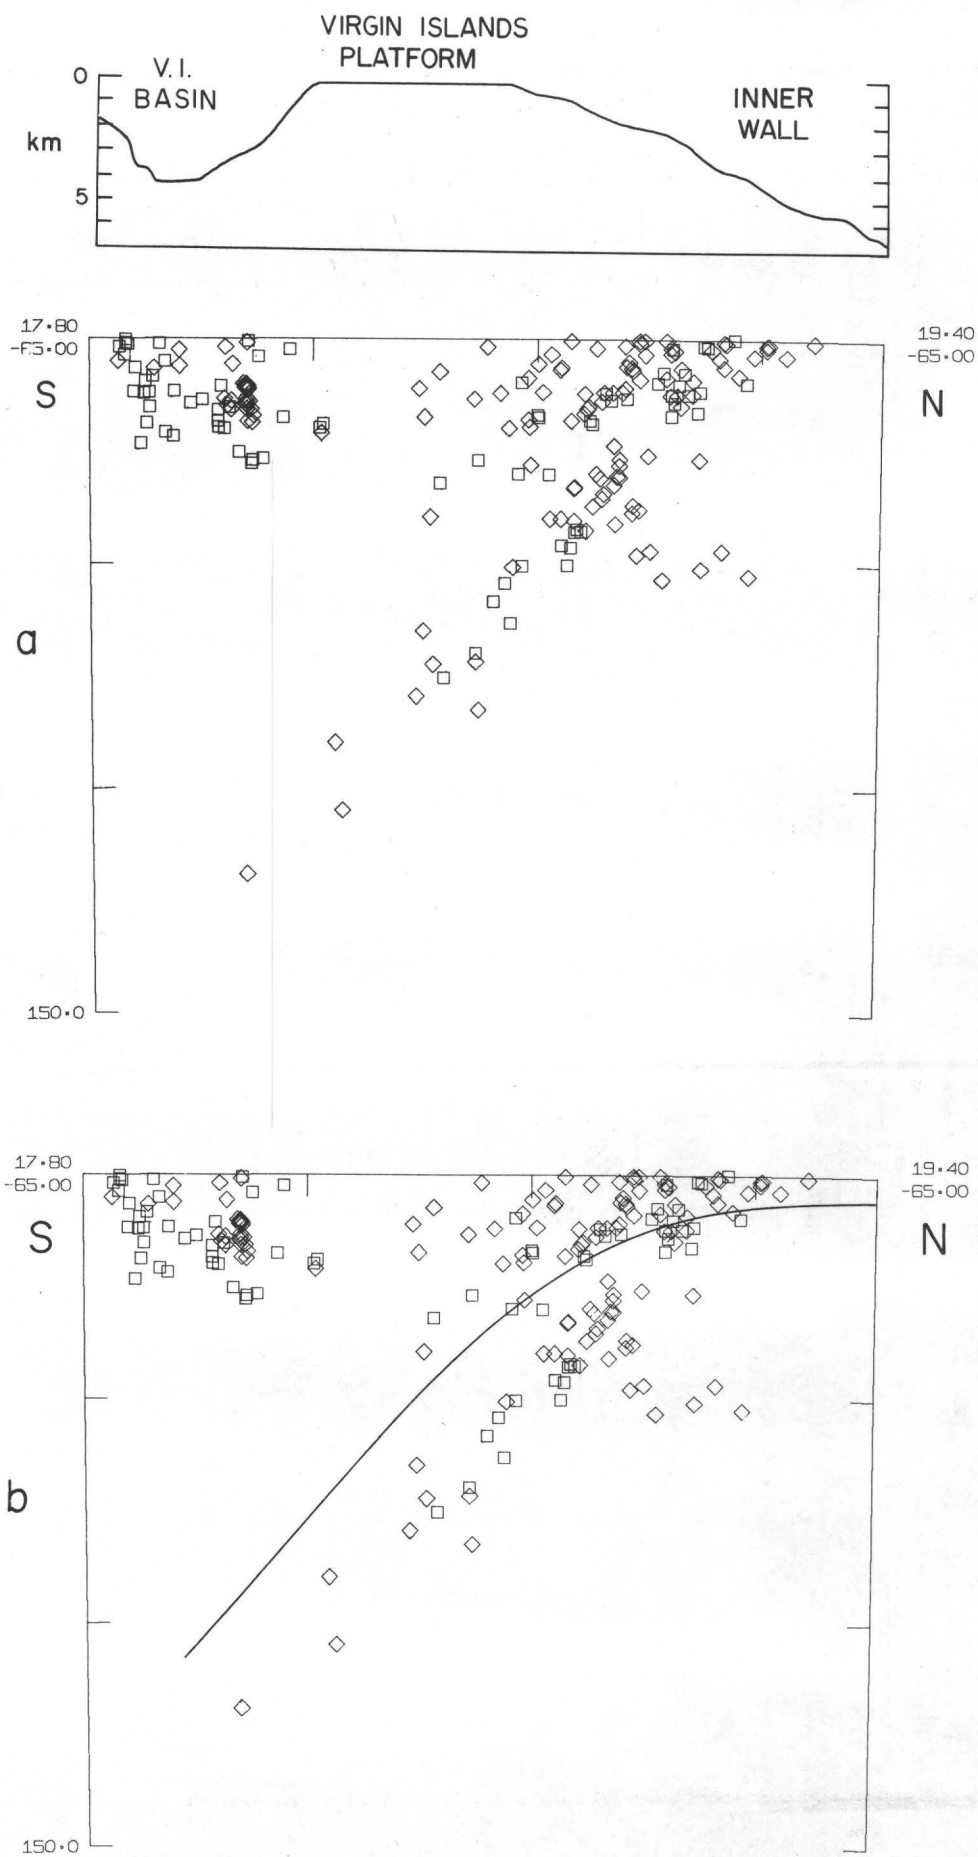 VIRGIN ISLANDS
PLATFORM
V.I.
BASIN
INNER
WALL
0
km
5
17.80
-65.00
19.40
-65.00
S
N
a
150.0
17.80
-65.00
19.40
-65.00
S
N
b
150.0